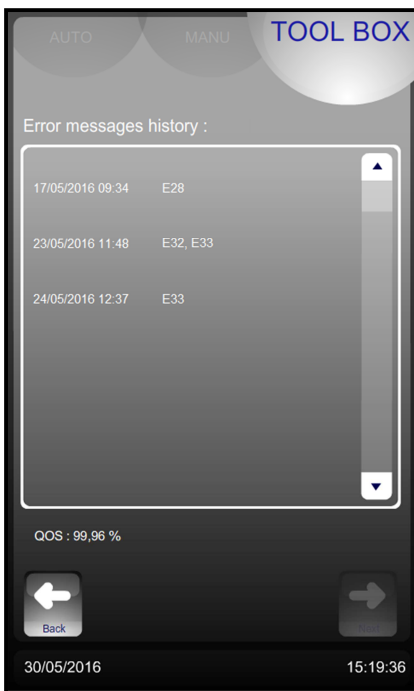 AUTO MANU TOOL BOX
Error messages history :
17/05/2016 09:34 E28
23/05/2016 11:48 E32, E33
24/05/2016 12:37 E33
QOS : 99,96 %
Back Next
30/05/2016 15:19:36